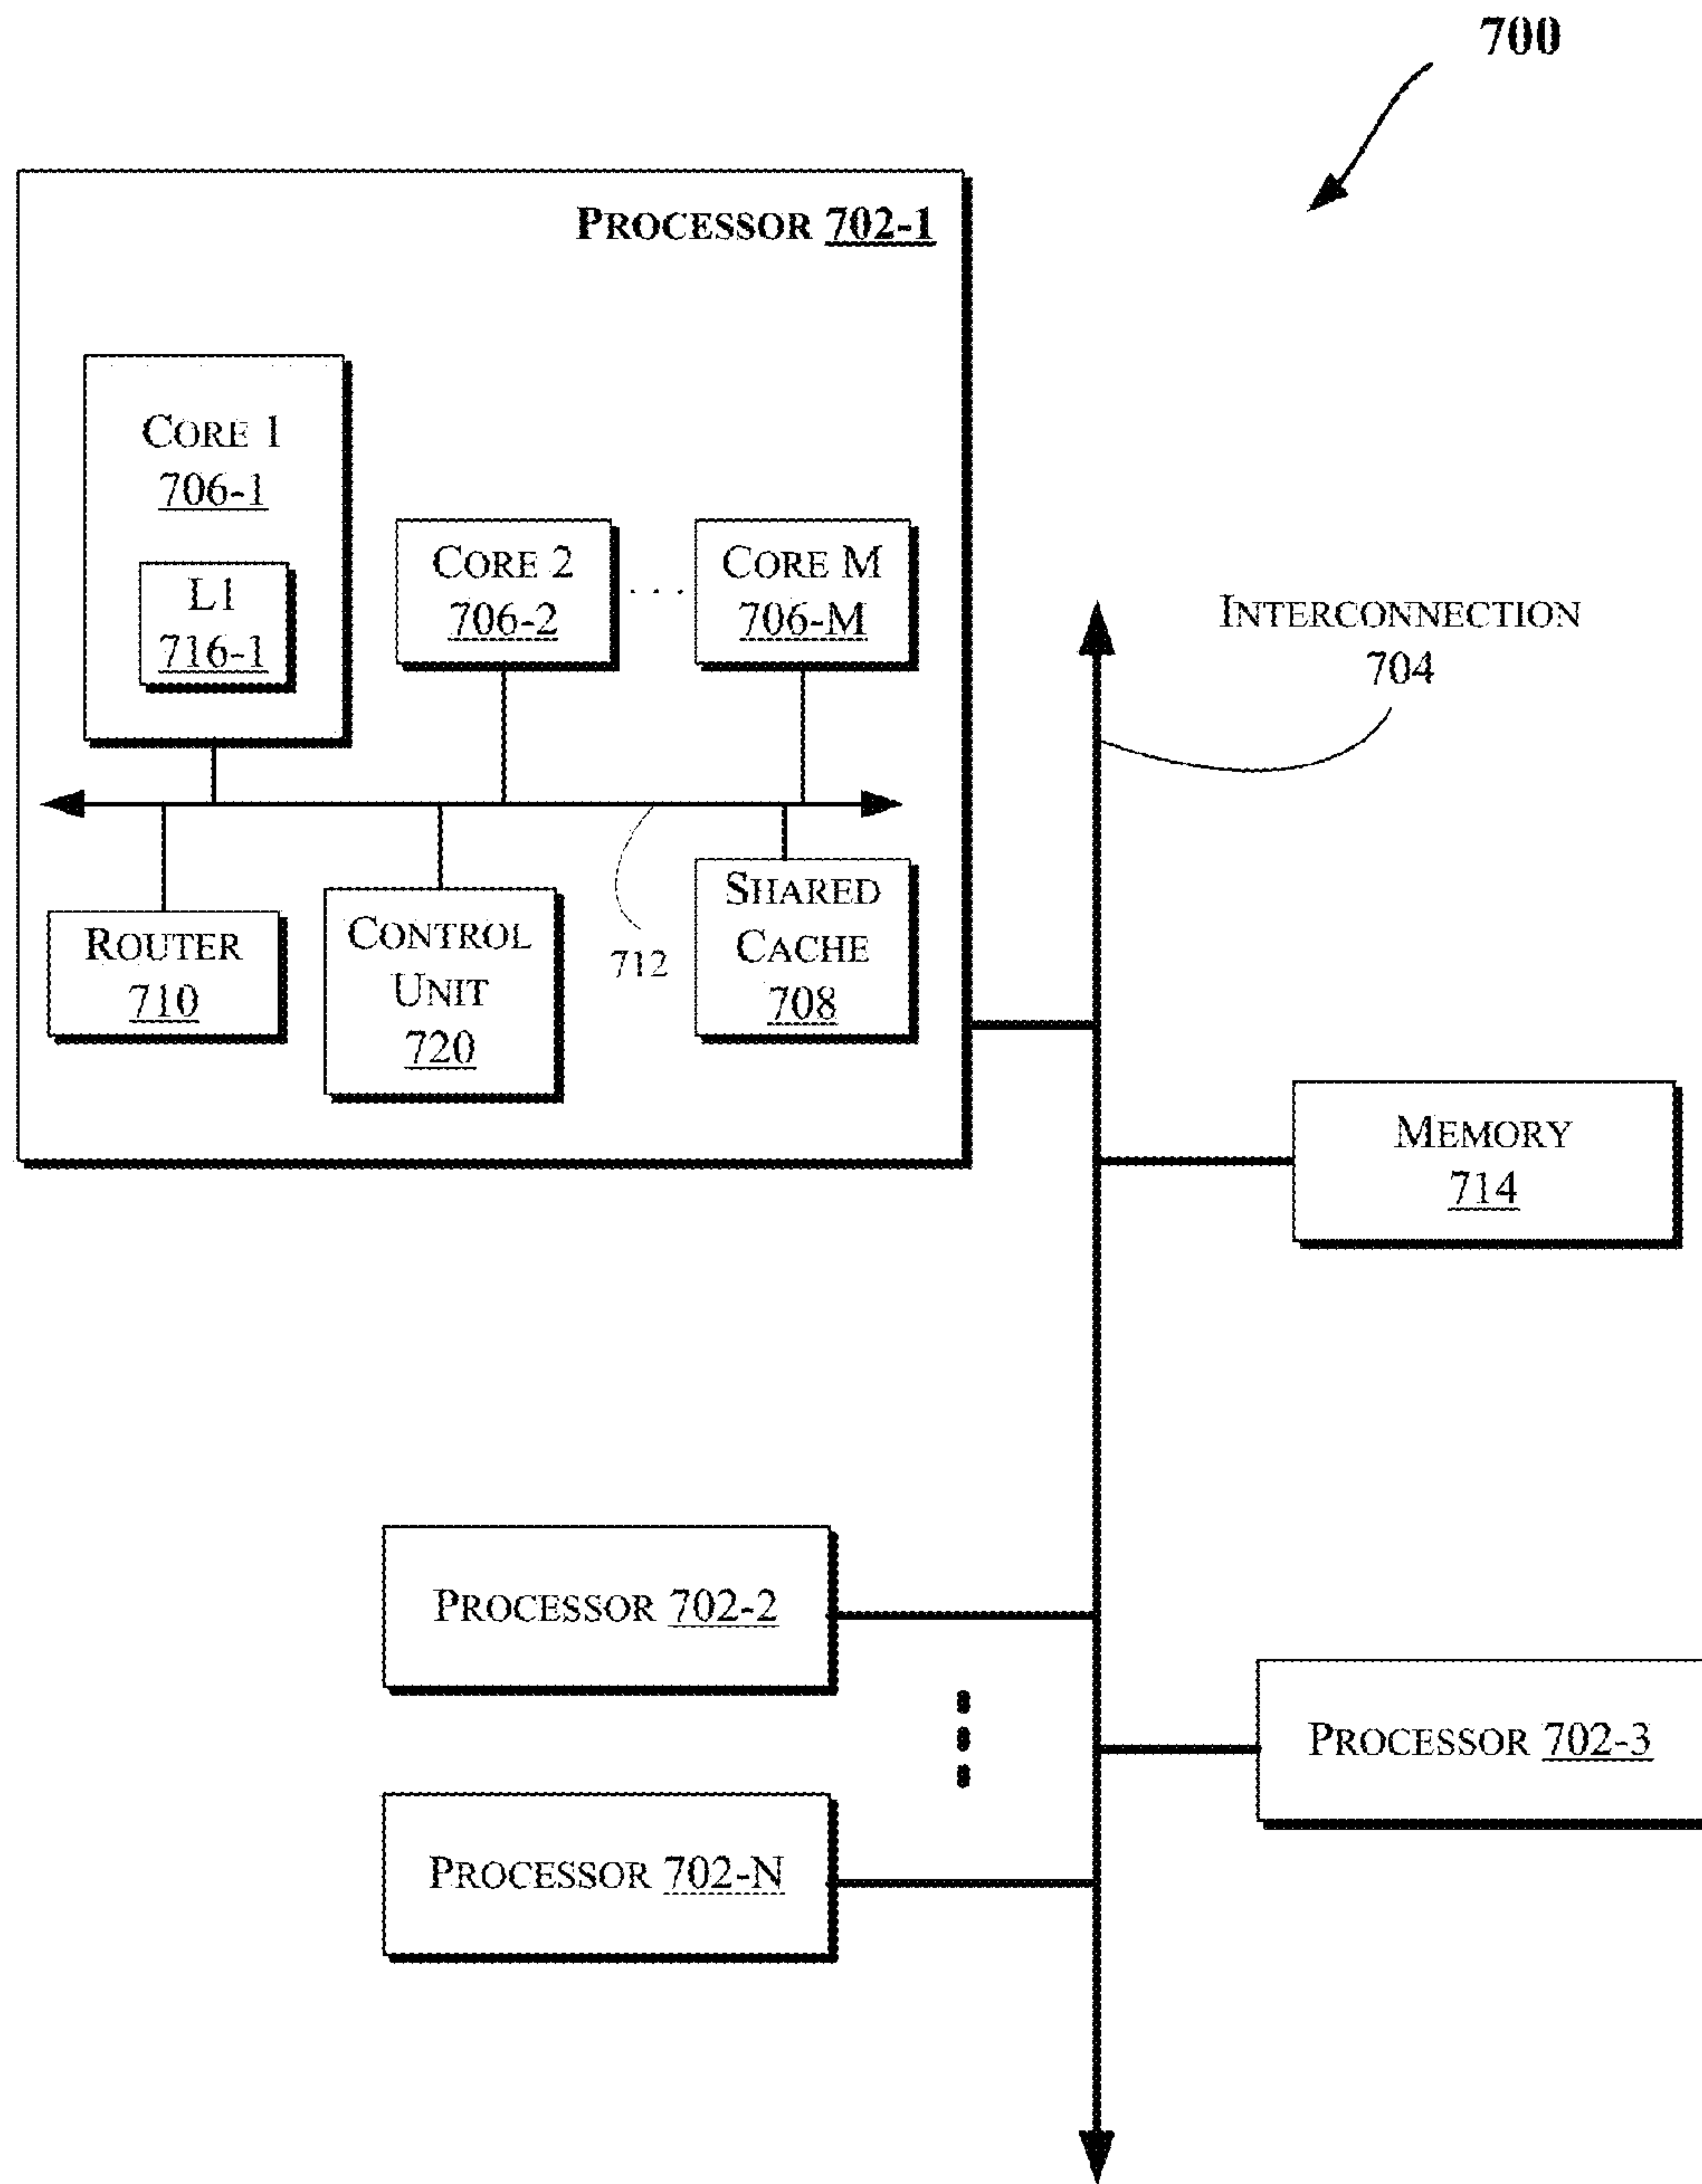 700
PROCESSOR 702-1
CORE 1
706-1
L1
716-1
CORE 2
706-2
. . .
CORE M
706-M
INTERCONNECTION
704
ROUTER
710
CONTROL
UNIT
720
712
SHARED
CACHE
708
MEMORY
714
PROCESSOR 702-2
PROCESSOR 702-3
PROCESSOR 702-N